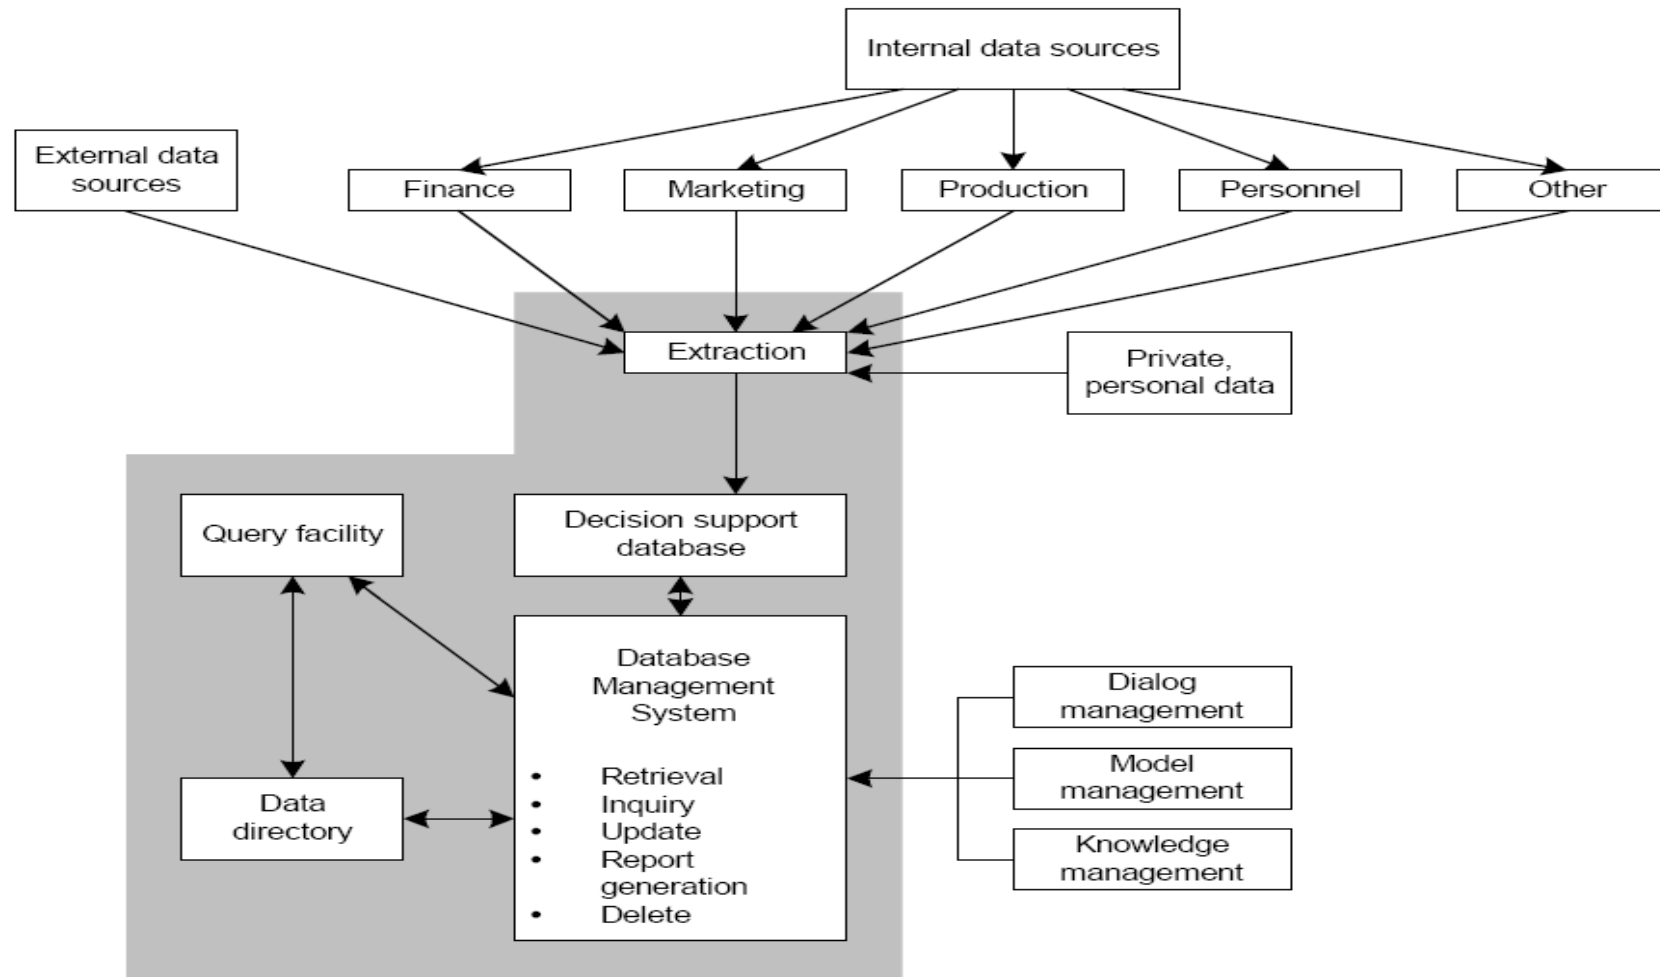 Internal data sources
External data
sources
Finance
Marketing
Production
Personnel
Other
Extraction
Private,
personal data
Query facility
Decision support
database
Database
Management
System
• Retrieval
• Inquiry
• Update
• Report
generation
• Delete
Data
directory
Dialog
management
Model
management
Knowledge
management